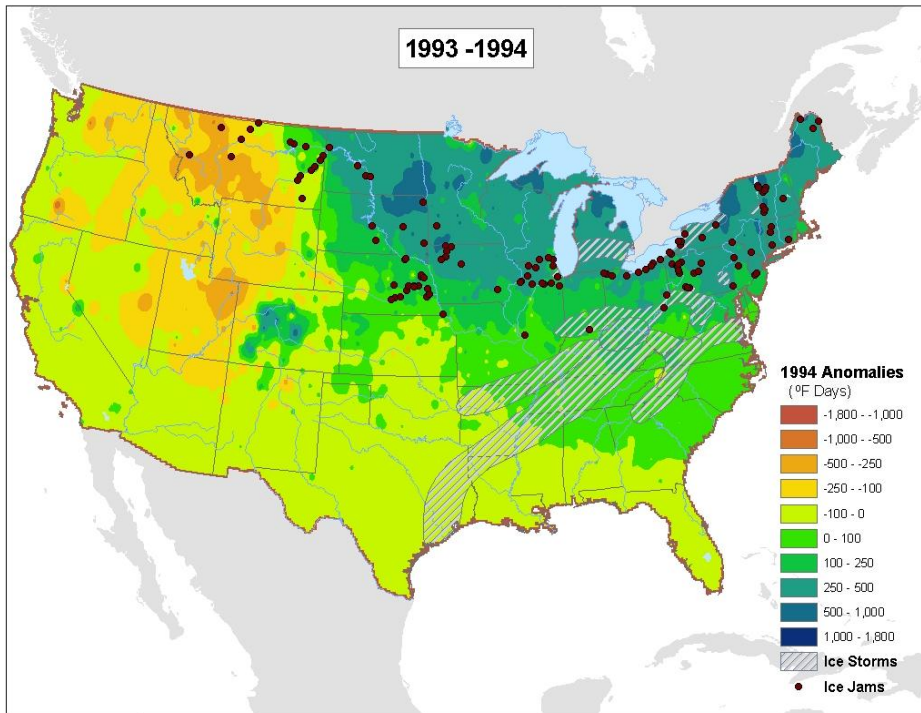 1993 -1994
1994 Anomalies
(ºF Days)
-1,800 - -1,000
-1,000 - -500
-500 - -250
-250 - -100
-100 - 0
0 - 100
100 - 250
250 - 500
500 - 1,000
1,000 - 1,800
Ice Storms
Ice Jams